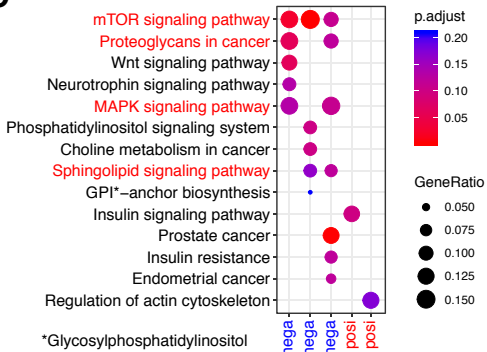 mTOR signaling pathway
Proteoglycans in cancer
Wnt signaling pathway
Neurotrophin signaling pathway
MAPK signaling pathway
Phosphatidylinositol signaling system
Choline metabolism in cancer
Sphingolipid signaling pathway
GPI*−anchor biosynthesis
Insulin signaling pathway
Prostate cancer
Insulin resistance
Endometrial cancer
Regulation of actin cytoskeleton
*Glycosylphosphatidylinositol
nega
nega
nega
posi
posi
p.adjust
0.20
0.15
0.10
0.05
GeneRatio
0.050
0.075
0.100
0.125
0.150